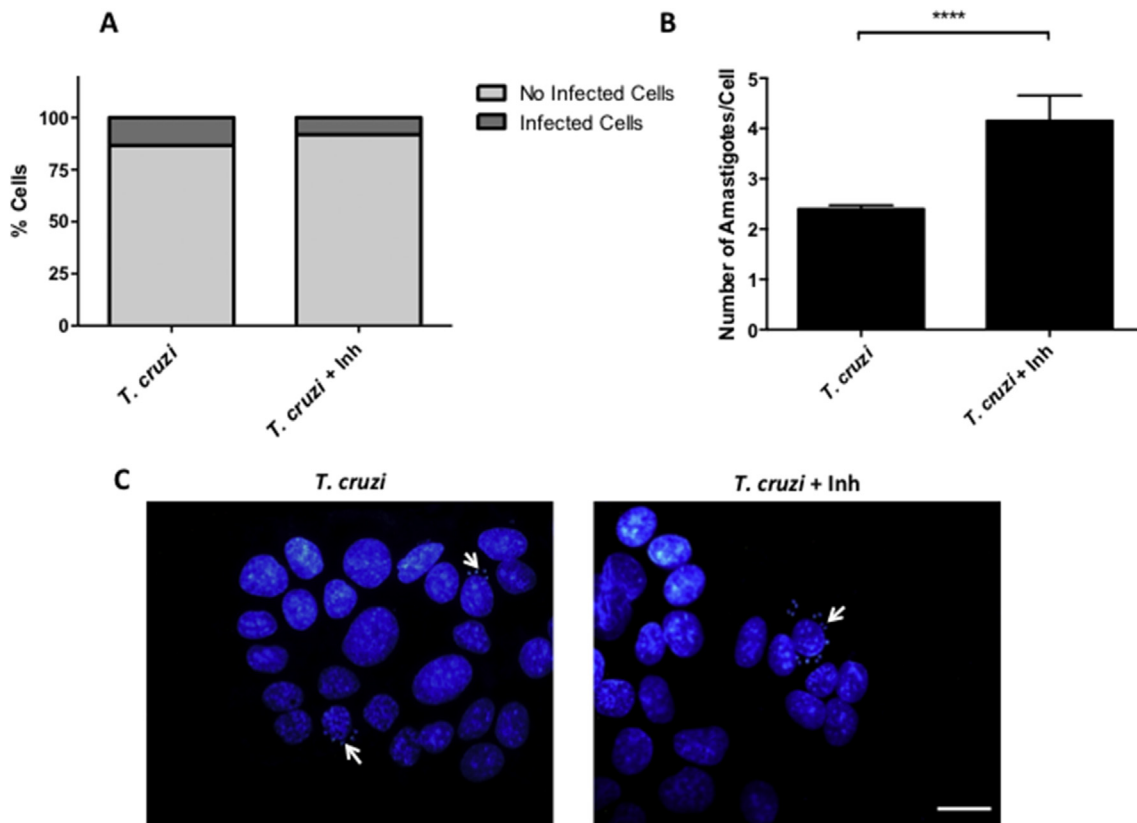 A
% Cells
100
75
50
25
0
T. cruzi
T. cruzi + Inh
No Infected Cells
Infected Cells
B
****
Number of Amastigotes/Cell
5
4
3
2
1
0
T. cruzi
T. cruzi + Inh
C
T. cruzi
T. cruzi + Inh